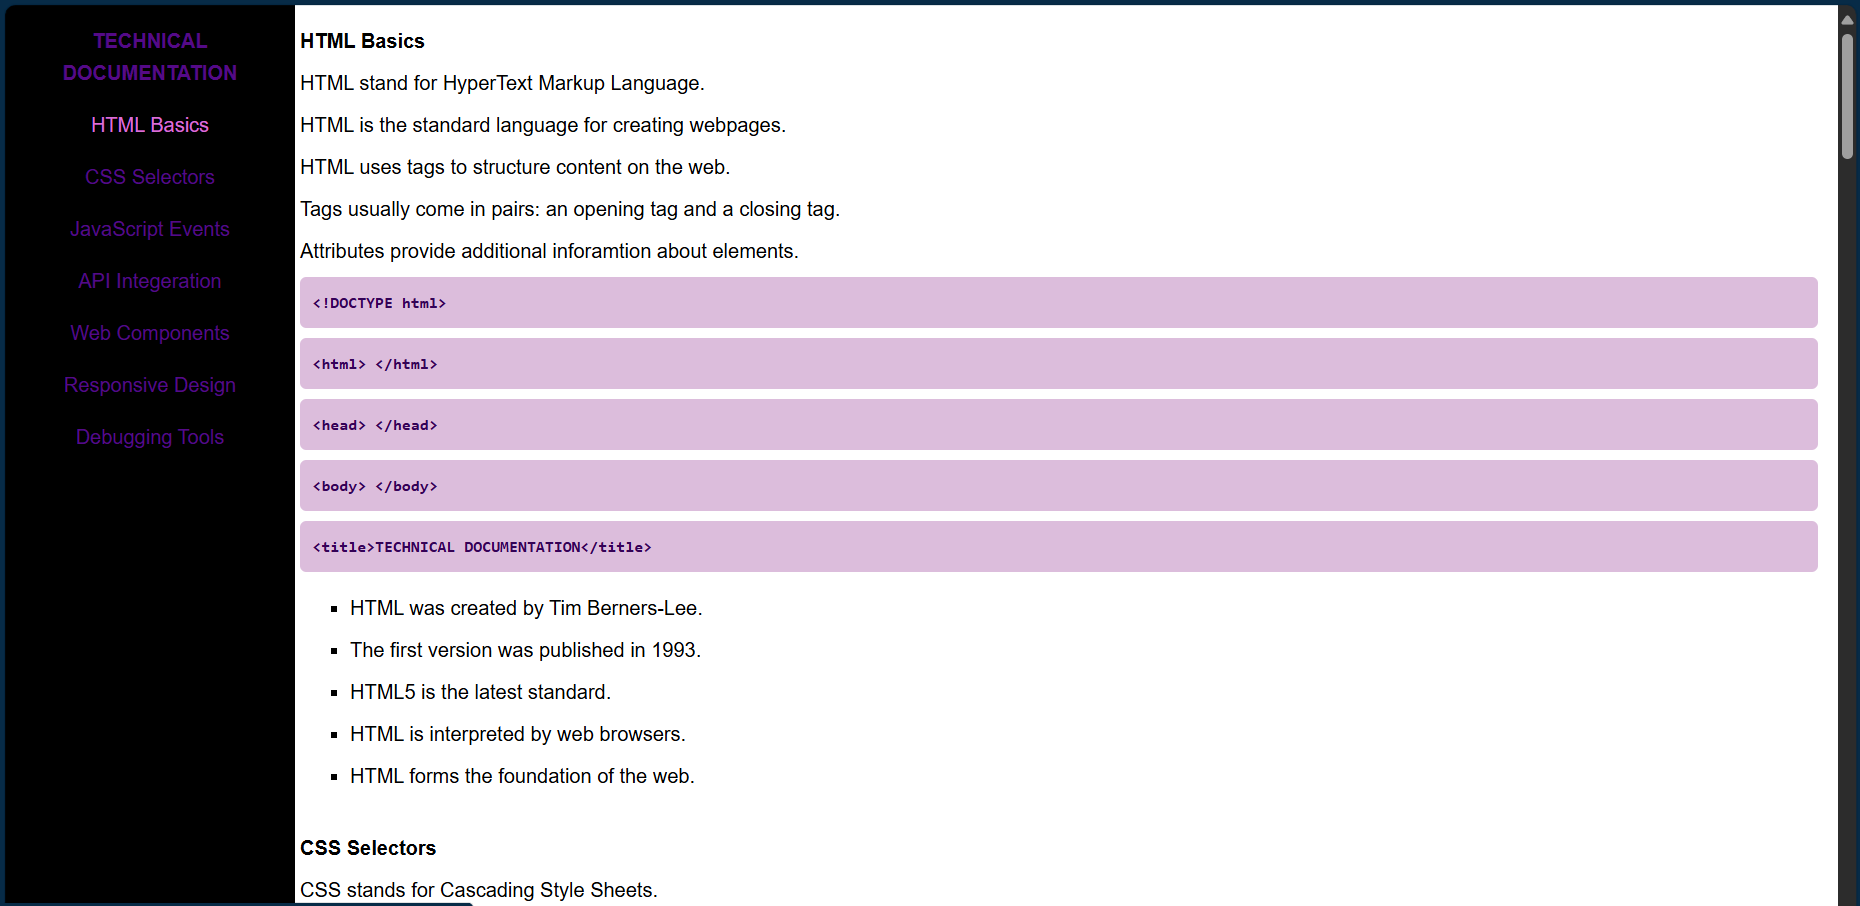 TECHNICAL
DOCUMENTATION
HTML Basics
CSS Selectors
JavaScript Events
API Integeration
Web Components
Responsive Design
Debugging Tools
HTML Basics
HTML stand for HyperText Markup Language.
HTML is the standard language for creating webpages.
HTML uses tags to structure content on the web.
Tags usually come in pairs: an opening tag and a closing tag.
Attributes provide additional inforamtion about elements.
<!DOCTYPE html>
<html> </html>
<head> </head>
<body> </body>
<title>TECHNICAL DOCUMENTATION</title>
HTML was created by Tim Berners-Lee.
The first version was published in 1993.
HTML5 is the latest standard.
HTML is interpreted by web browsers.
HTML forms the foundation of the web.
CSS Selectors
CSS stands for Cascading Style Sheets.